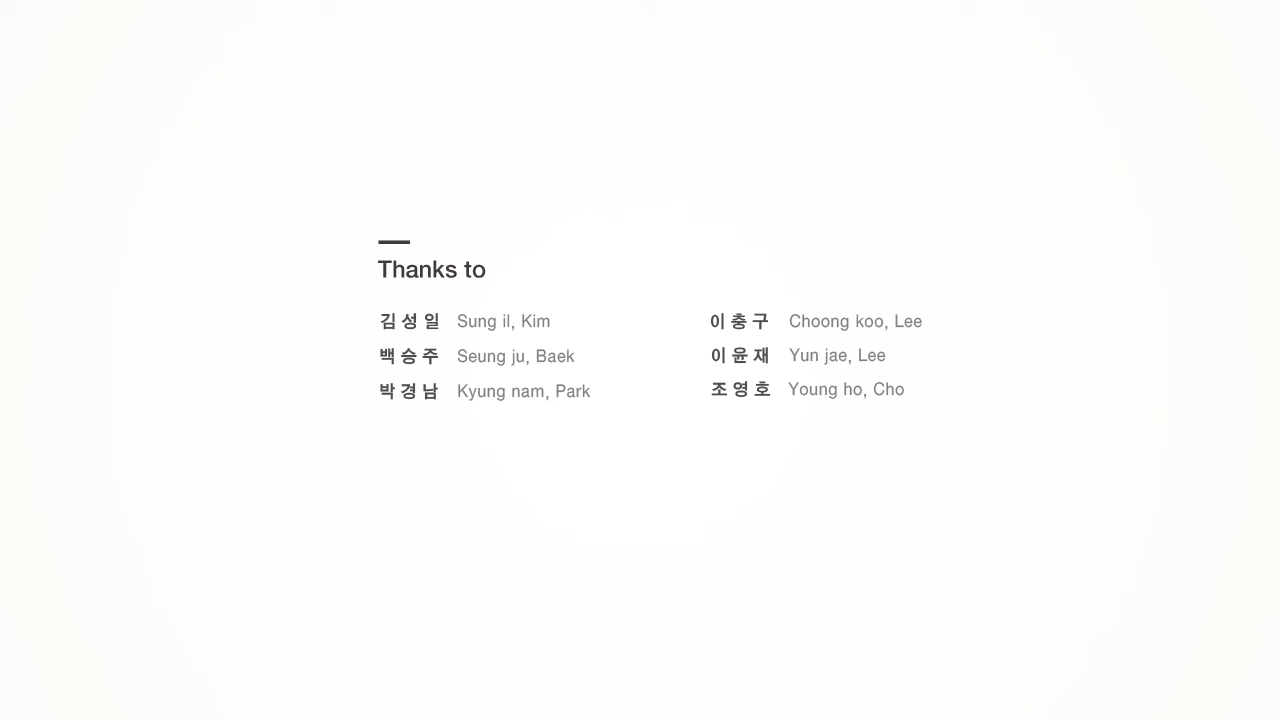 Thanks to
김 성 일 Sung il, Kim
백 승 주 Seung ju, Baek
박 경 남 Kyung nam, Park
이 충 구 Choong koo, Lee
이 윤 재 Yun jae, Lee
조 영 호 Young ho, Cho